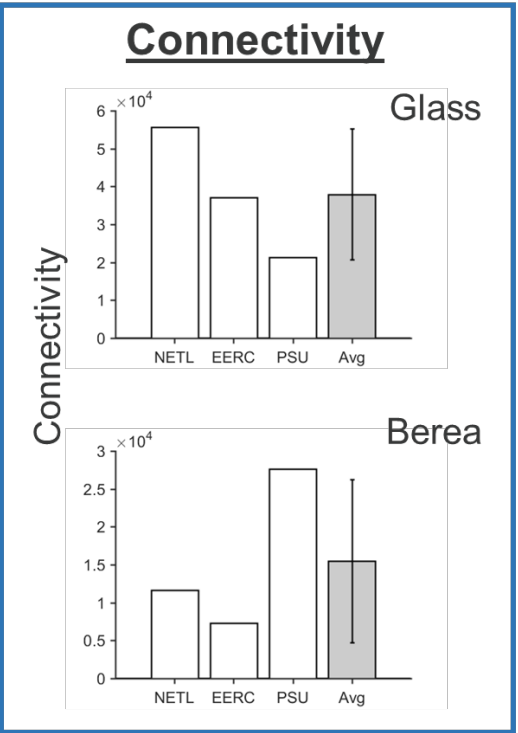 Connectivity
Glass
×10⁴
6
5
4
3
2
1
0
NETL EERC PSU Avg
Connectivity
Berea
×10⁴
3
2.5
2
1.5
1
0.5
0
NETL EERC PSU Avg